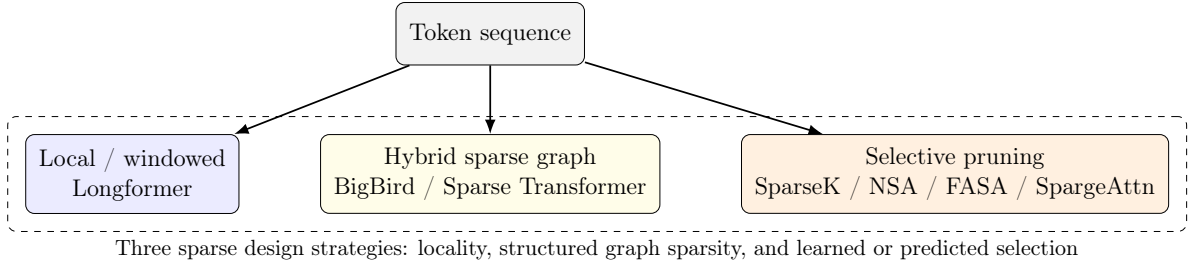 Token sequence
Local / windowed
Longformer
Hybrid sparse graph
BigBird / Sparse Transformer
Selective pruning
SparseK / NSA / FASA / SpargeAttn
Three sparse design strategies: locality, structured graph sparsity, and learned or predicted selection